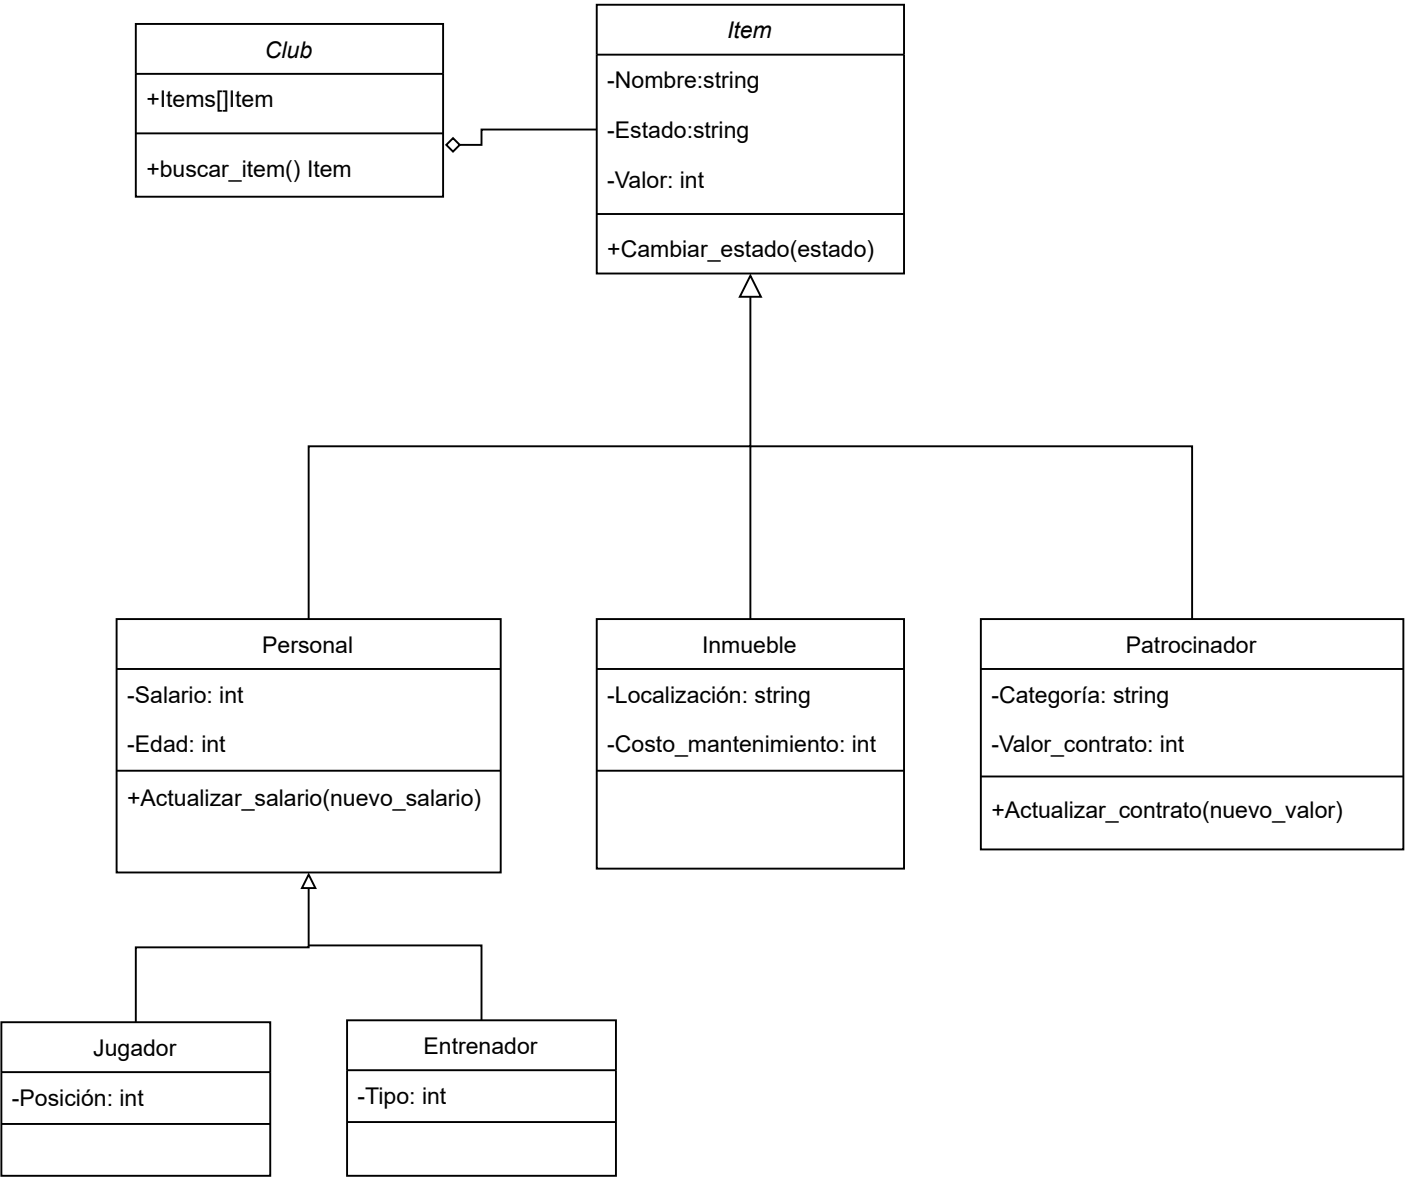 Club
+Items[]Item
+buscar_item() Item
Item
-Nombre:string
-Estado:string
-Valor: int
+Cambiar_estado(estado)
Personal
-Salario: int
-Edad: int
+Actualizar_salario(nuevo_salario)
Inmueble
-Localización: string
-Costo_mantenimiento: int
Patrocinador
-Categoría: string
-Valor_contrato: int
+Actualizar_contrato(nuevo_valor)
Jugador
-Posición: int
Entrenador
-Tipo: int